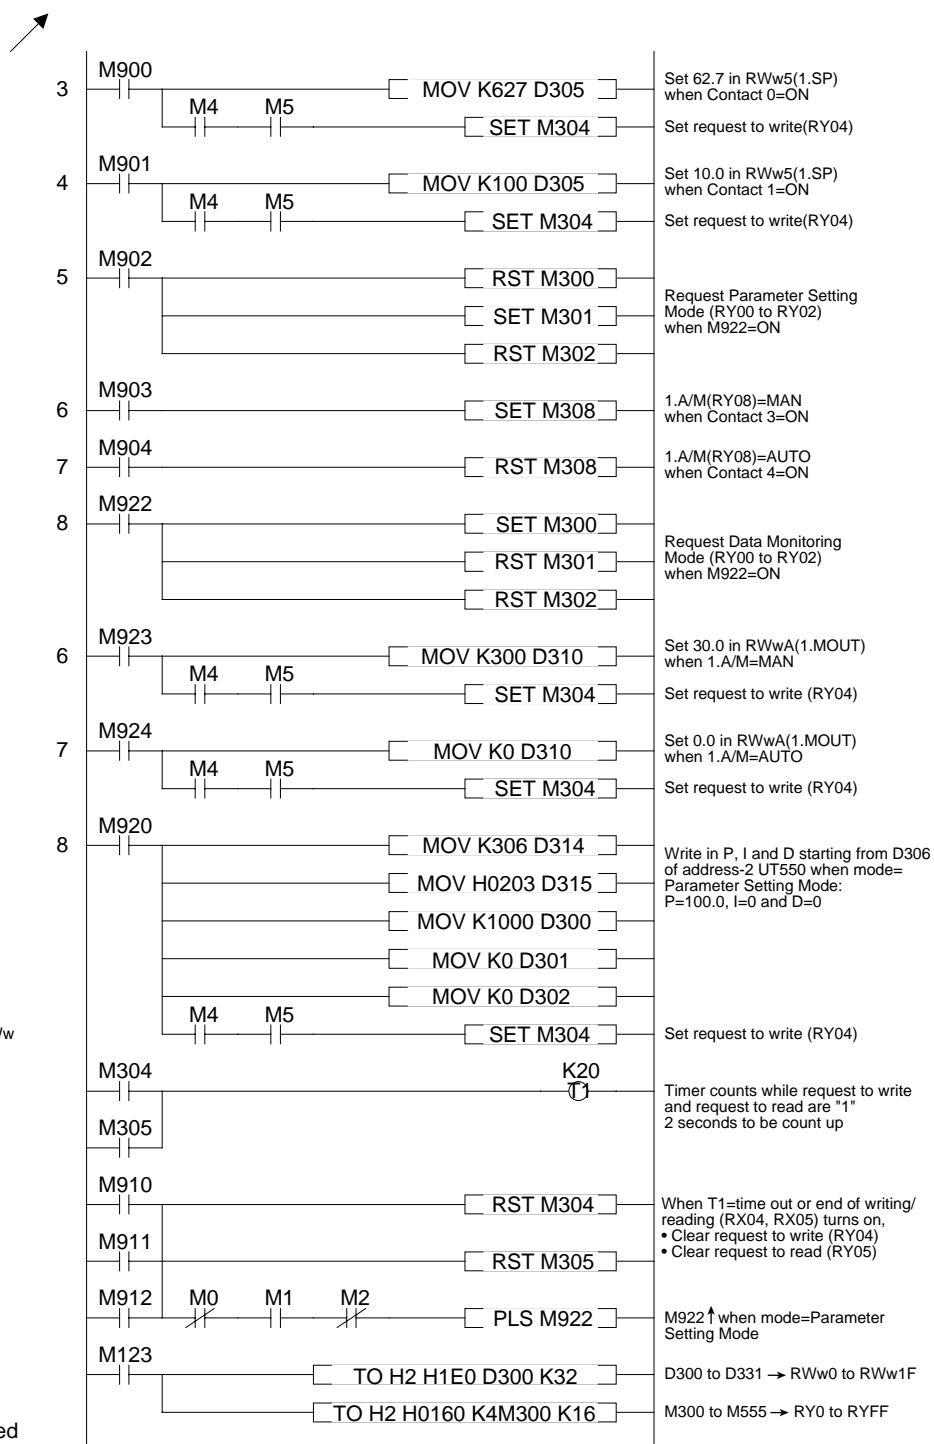 M900
3
MOV K627 D305
Set 62.7 in RWw5(1.SP)
when Contact 0=ON
M4 M5
SET M304
Set request to write(RY04)
M901
4
MOV K100 D305
Set 10.0 in RWw5(1.SP)
when Contact 1=ON
M4 M5
SET M304
Set request to write(RY04)
M902
5
RST M300
SET M301
RST M302
Request Parameter Setting
Mode (RY00 to RY02)
when M922=ON
M903
6
SET M308
1.A/M(RY08)=MAN
when Contact 3=ON
M904
7
RST M308
1.A/M(RY08)=AUTO
when Contact 4=ON
M922
8
SET M300
RST M301
RST M302
Request Data Monitoring
Mode (RY00 to RY02)
when M922=ON
M923
6
MOV K300 D310
Set 30.0 in RWwA(1.MOUT)
when 1.A/M=MAN
M4 M5
SET M304
Set request to write (RY04)
M924
7
MOV K0 D310
Set 0.0 in RWwA(1.MOUT)
when 1.A/M=AUTO
M4 M5
SET M304
Set request to write (RY04)
M920
8
MOV K306 D314
MOV H0203 D315
MOV K1000 D300
MOV K0 D301
MOV K0 D302
Write in P, I and D starting from D306
of address-2 UT550 when mode=
Parameter Setting Mode:
P=100.0, I=0 and D=0
/w
M4 M5
SET M304
Set request to write (RY04)
M304
K20
T1
M305
Timer counts while request to write
and request to read are "1"
2 seconds to be count up
M910
RST M304
M911
RST M305
When T1=time out or end of writing/
reading (RX04, RX05) turns on,
• Clear request to write (RY04)
• Clear request to read (RY05)
M912 M0 M1 M2
PLS M922
M922↑when mode=Parameter
Setting Mode
M123
TO H2 H1E0 D300 K32
D300 to D331 → RWw0 to RWw1F
TO H2 H0160 K4M300 K16
M300 to M555 → RY0 to RYFF
ed